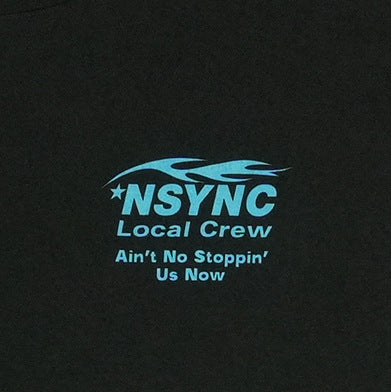 *NSYNC
Local Crew
Ain't No Stoppin'
Us Now